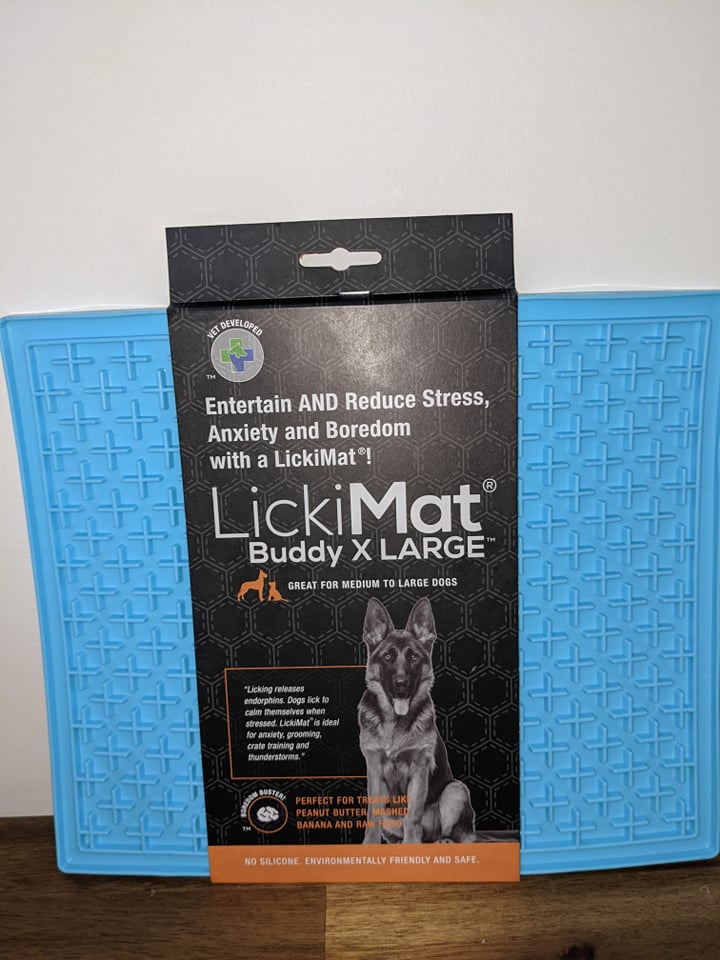 VET DEVELOPED
TM
Entertain AND Reduce Stress,
Anxiety and Boredom
with a LickiMat®!
LickiMat®
Buddy X LARGE™
GREAT FOR MEDIUM TO LARGE DOGS
"Licking releases
endorphins. Dogs lick to
calm themselves when
stressed. LickiMat® is ideal
for anxiety, grooming,
crate training and
thunderstorms."
BOREDOM BUSTER!
TM
PERFECT FOR TREATS LIKE
PEANUT BUTTER, MASHED
BANANA AND RAW FOOD
NO SILICONE. ENVIRONMENTALLY FRIENDLY AND SAFE.